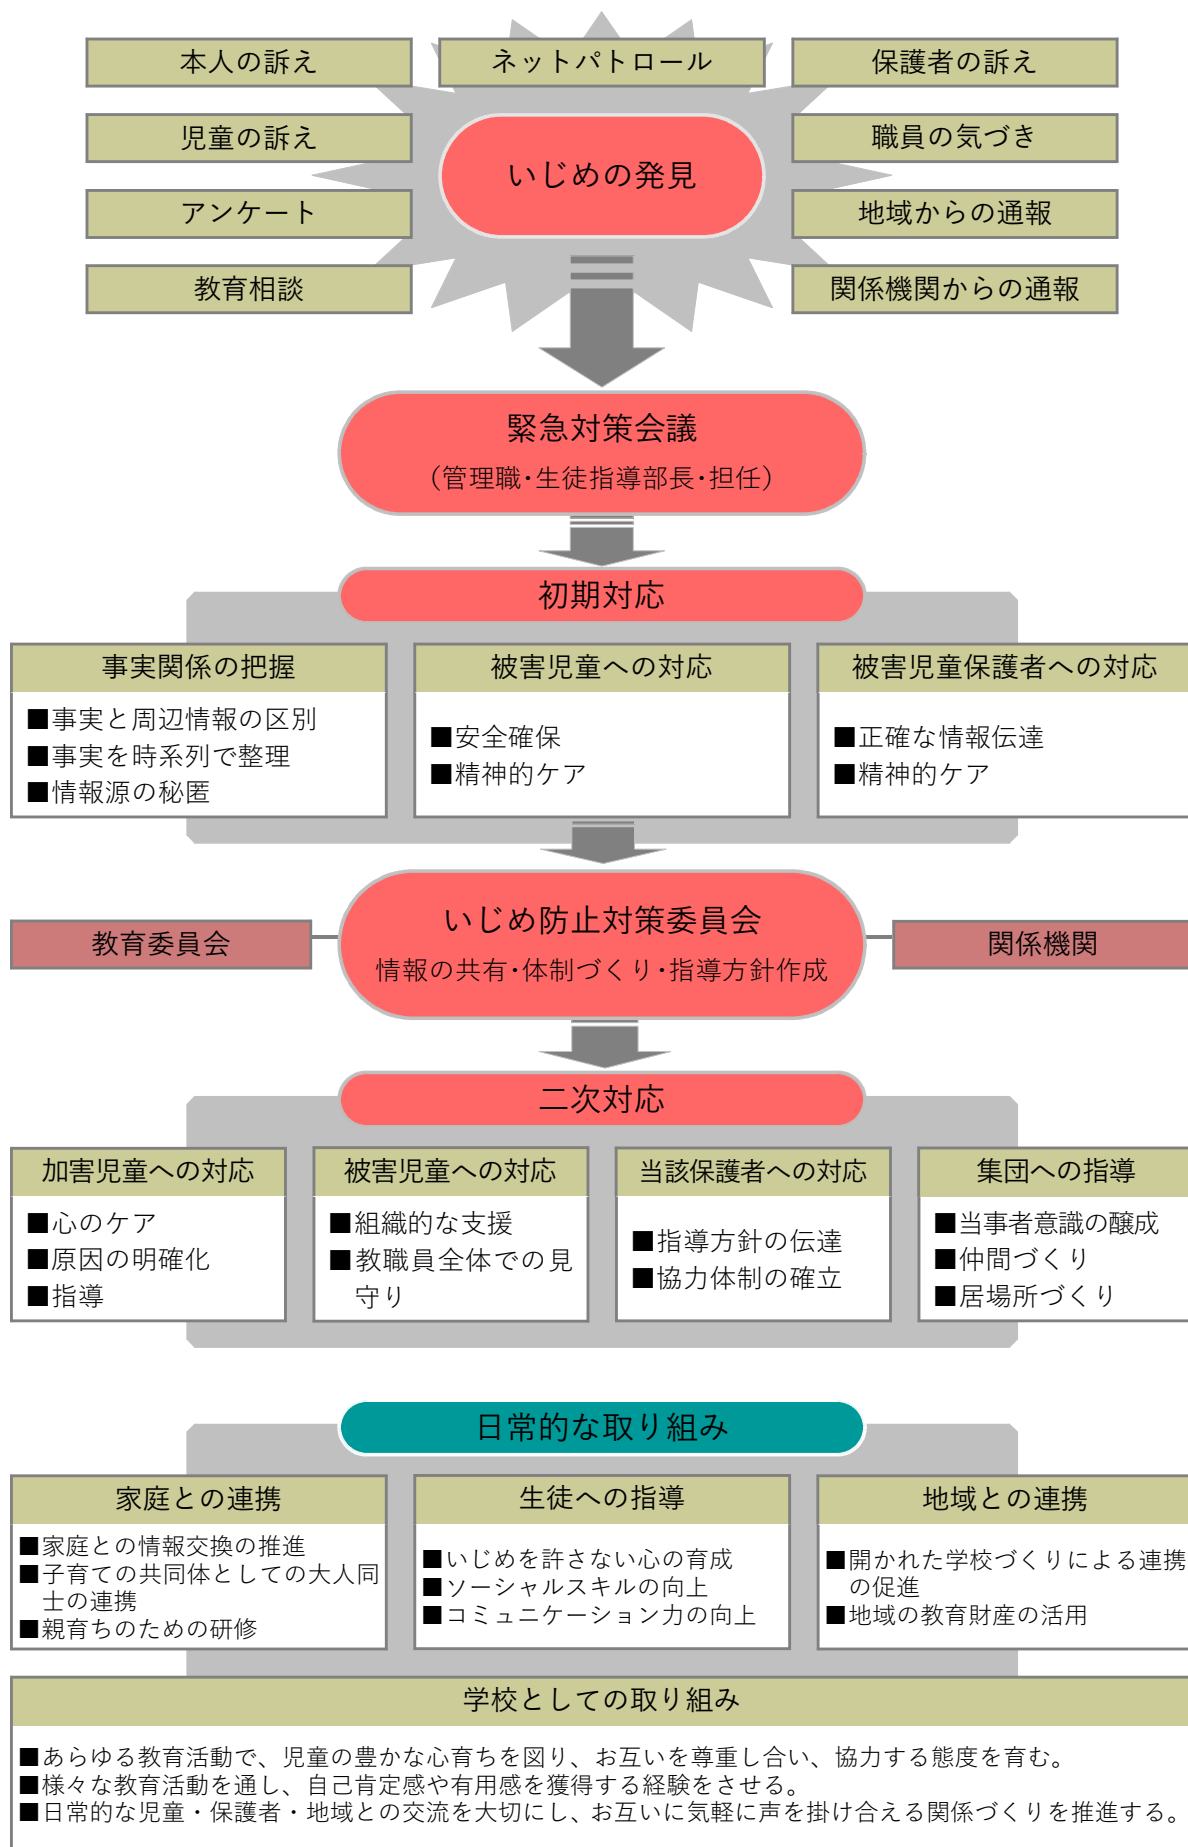 本人の訴え
ネットパトロール
保護者の訴え
児童の訴え
職員の気づき
いじめの発見
アンケート
地域からの通報
教育相談
関係機関からの通報
緊急対策会議
（管理職・生徒指導部長・担任）
初期対応
事実関係の把握
■事実と周辺情報の区別
■事実を時系列で整理
■情報源の秘匿
被害児童への対応
■安全確保
■精神的ケア
被害児童保護者への対応
■正確な情報伝達
■精神的ケア
教育委員会
いじめ防止対策委員会
情報の共有・体制づくり・指導方針作成
関係機関
二次対応
加害児童への対応
■心のケア
■原因の明確化
■指導
被害児童への対応
■組織的な支援
■教職員全体での見
守り
当該保護者への対応
■指導方針の伝達
■協力体制の確立
集団への指導
■当事者意識の醸成
■仲間づくり
■居場所づくり
日常的な取り組み
家庭との連携
■家庭との情報交換の推進
■子育ての共同体としての大人同
士の連携
■親育ちのための研修
生徒への指導
■いじめを許さない心の育成
■ソーシャルスキルの向上
■コミュニケーション力の向上
地域との連携
■開かれた学校づくりによる連携
の促進
■地域の教育財産の活用
学校としての取り組み
■あらゆる教育活動で、児童の豊かな心育ちを図り、お互いを尊重し合い、協力する態度を育む。
■様々な教育活動を通し、自己肯定感や有用感を獲得する経験をさせる。
■日常的な児童・保護者・地域との交流を大切にし、お互いに気軽に声を掛け合える関係づくりを推進する。